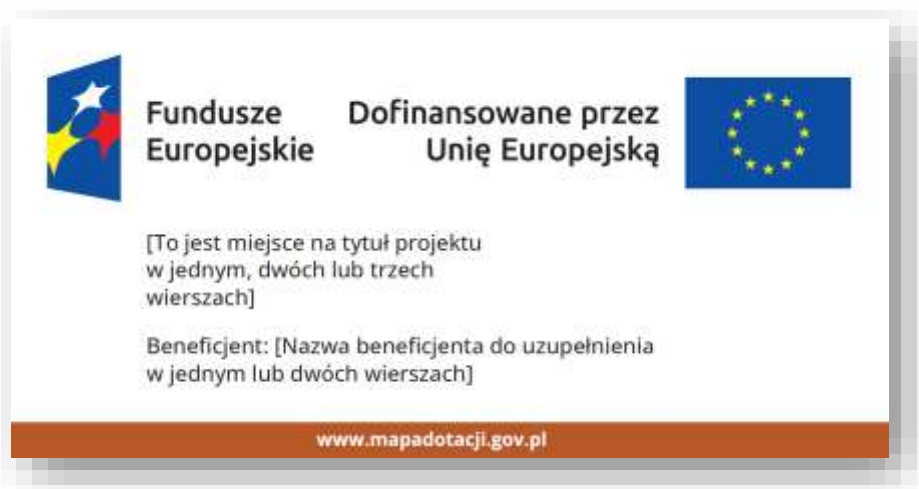 Fundusze
Europejskie
Dofinansowane przez
Unię Europejską
[To jest miejsce na tytuł projektu
w jednym, dwóch lub trzech
wierszach]
Beneficjent: [Nazwa beneficjenta do uzupełnienia
w jednym lub dwóch wierszach]
www.mapadotacji.gov.pl